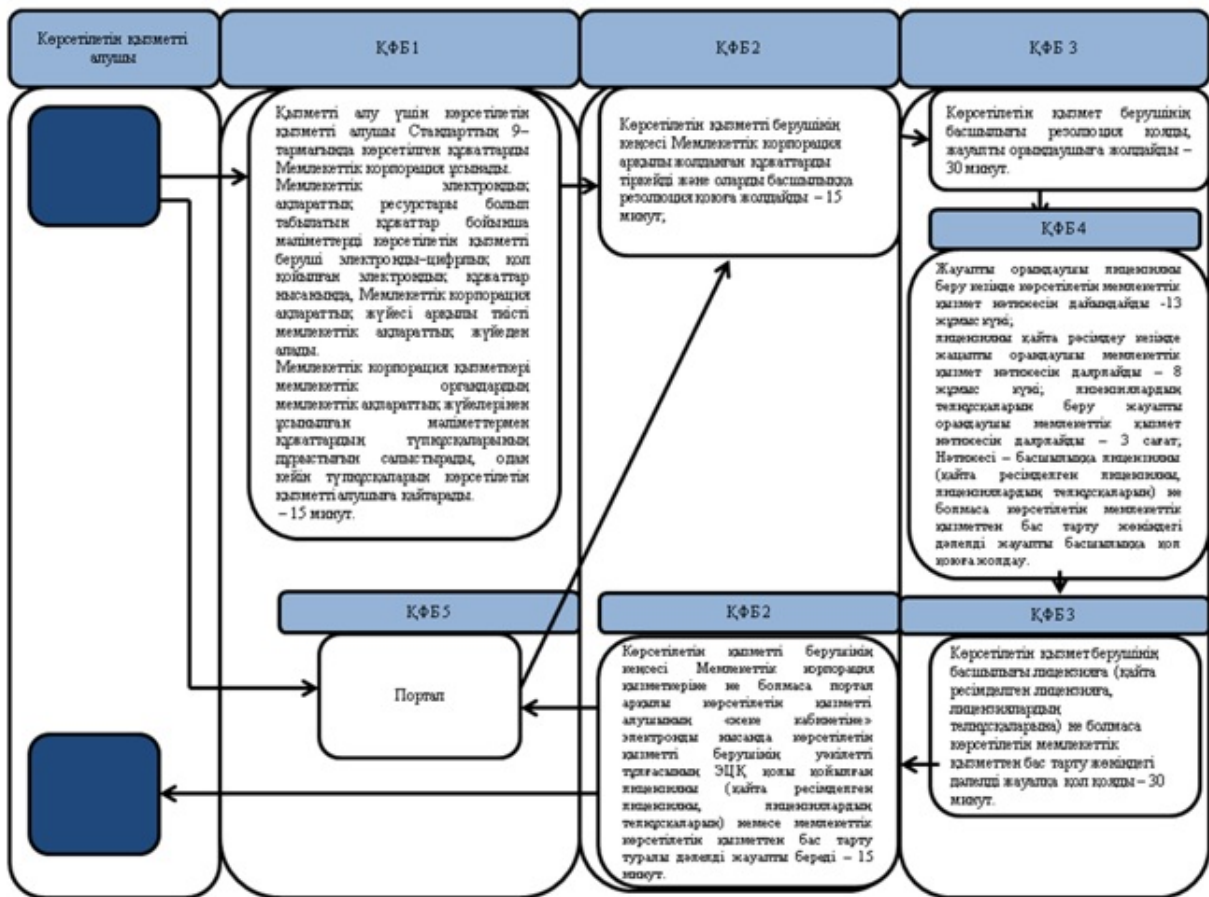 Көрсетілетін қызметті
алушы
ҚФБ1
ҚФБ2
ҚФБ 3
Қызметті алу үшін көрсетілетін
қызметті алушы Стандарттың 9–
тармағында көрсетілген құжаттарды
Мемлекеттік корпорация ұсынады.
Мемлекеттік электрондық
ақпараттық ресурстары болып
табылатын құжаттар бойынша
мәліметтерді көрсетілетін қызметті
беруші электронды–цифрлық қол
қойылған электрондық құжаттар
нысанында, Мемлекеттік корпорация
ақпараттық жүйесі арқылы тиісті
мемлекеттік ақпараттық жүйеден
алады.
Мемлекеттік корпорация қызметкері
мемлекеттік органдардың
мемлекеттік ақпараттық жүйелерінен
ұсынылған мәліметтермен
құжаттардың түпнұсқаларының
дұрыстығын салыстырады, одан
кейін түпнұсқаларын көрсетілетін
қызметті алушыға қайтарады.
– 15 минут.
Көрсетілетін қызметті берушінің
кеңсесі Мемлекеттік корпорация
арқылы жолданған құжаттарды
тіркейді және оларды басшылыққа
резолюция қоюға жолдайды – 15
минут;
Көрсетілетін қызмет берушінің
басшылығы резолюция қояды,
жауапты орындаушыға жолдайды –
30 минут.
ҚФБ4
Жауапты орындаушы лицензияны
беру кезінде көрсетілетін мемлекеттік
қызмет нәтижесін дайындайды -13
жұмыс күні;
лицензияны қайта рәсімдеу кезінде
жацапты орандаушы мемлекеттік
қызмет нәтижесін даярлайды – 8
жұмыс күні; лицензиялардың
телнұсқаларын беру жауапты
орандаушы мемлекеттік қызмет
нәтижесін даярлайды – 3 сағат;
Нәтижесі – басшылыққа лицензияны
(қайта ресімделген лицензияны,
лицензиялардың телнұсқаларын) не
болмаса көрсетілетін мемлекеттік
қызметтен бас тарту жөніндегі
дәлелді жауапты басшылыққа қол
қоюға жолдау.
ҚФБ5
ҚФБ2
ҚФБ3
Портал
Көрсетілетін қызметті берушінің
кеңсесі Мемлекеттік корпорация
қызметкеріне не болмаса портал
арқылы көрсетілетін қызметті
алушының «жеке кабинетіне»
электронды нысанда көрсетілетін
қызметті берушінің уәкілетті
тұлғасының ЭЦҚ қолы қойылған
лицензияны (қайта ресімделген
лицензияны, лицензиялардың
телнұсқаларын) немесе мемлекеттік
көрсетілетін қызметтен бас тарту
туралы дәлелді жауапты береді – 15
минут.
Көрсетілетін қызмет берушінің
басшылығы лицензияға (қайта
ресімделген лицензияға,
лицензиялардың
телнұсқаларына) не болмаса
көрсетілетін мемлекеттік
қызметтен бас тарту жөніндегі
дәлелді жауапқа қол қояды – 30
минут.